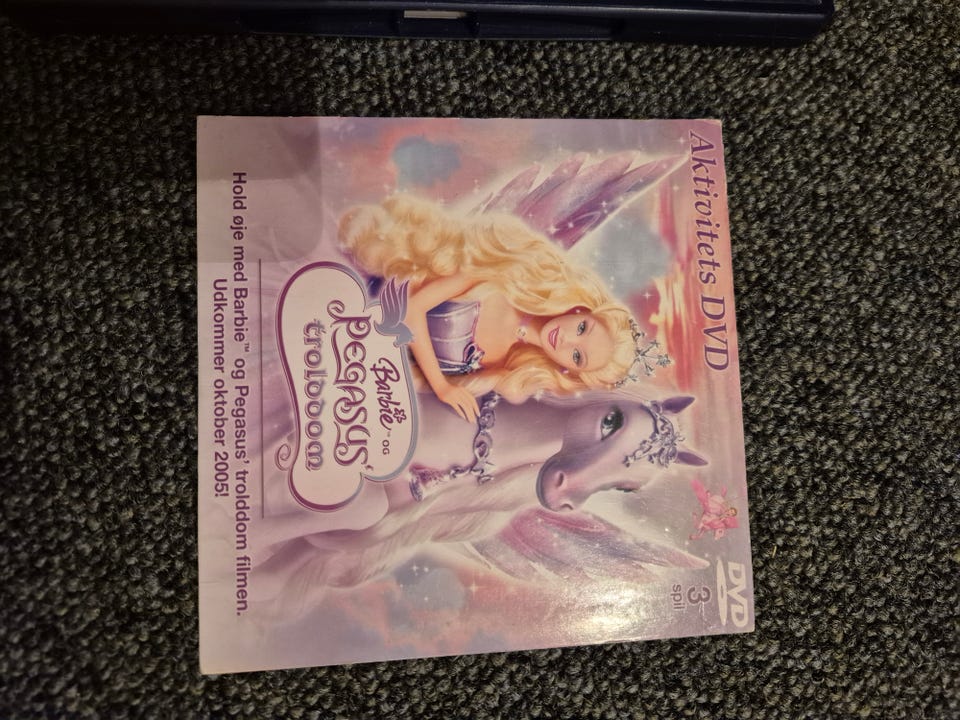 Aktivitets DVD
DVD
3
spil
Barbie™ OG
PEGASUS'
trolddom
Hold øje med Barbie™ og Pegasus' trolddom filmen.
Udkommer oktober 2005!